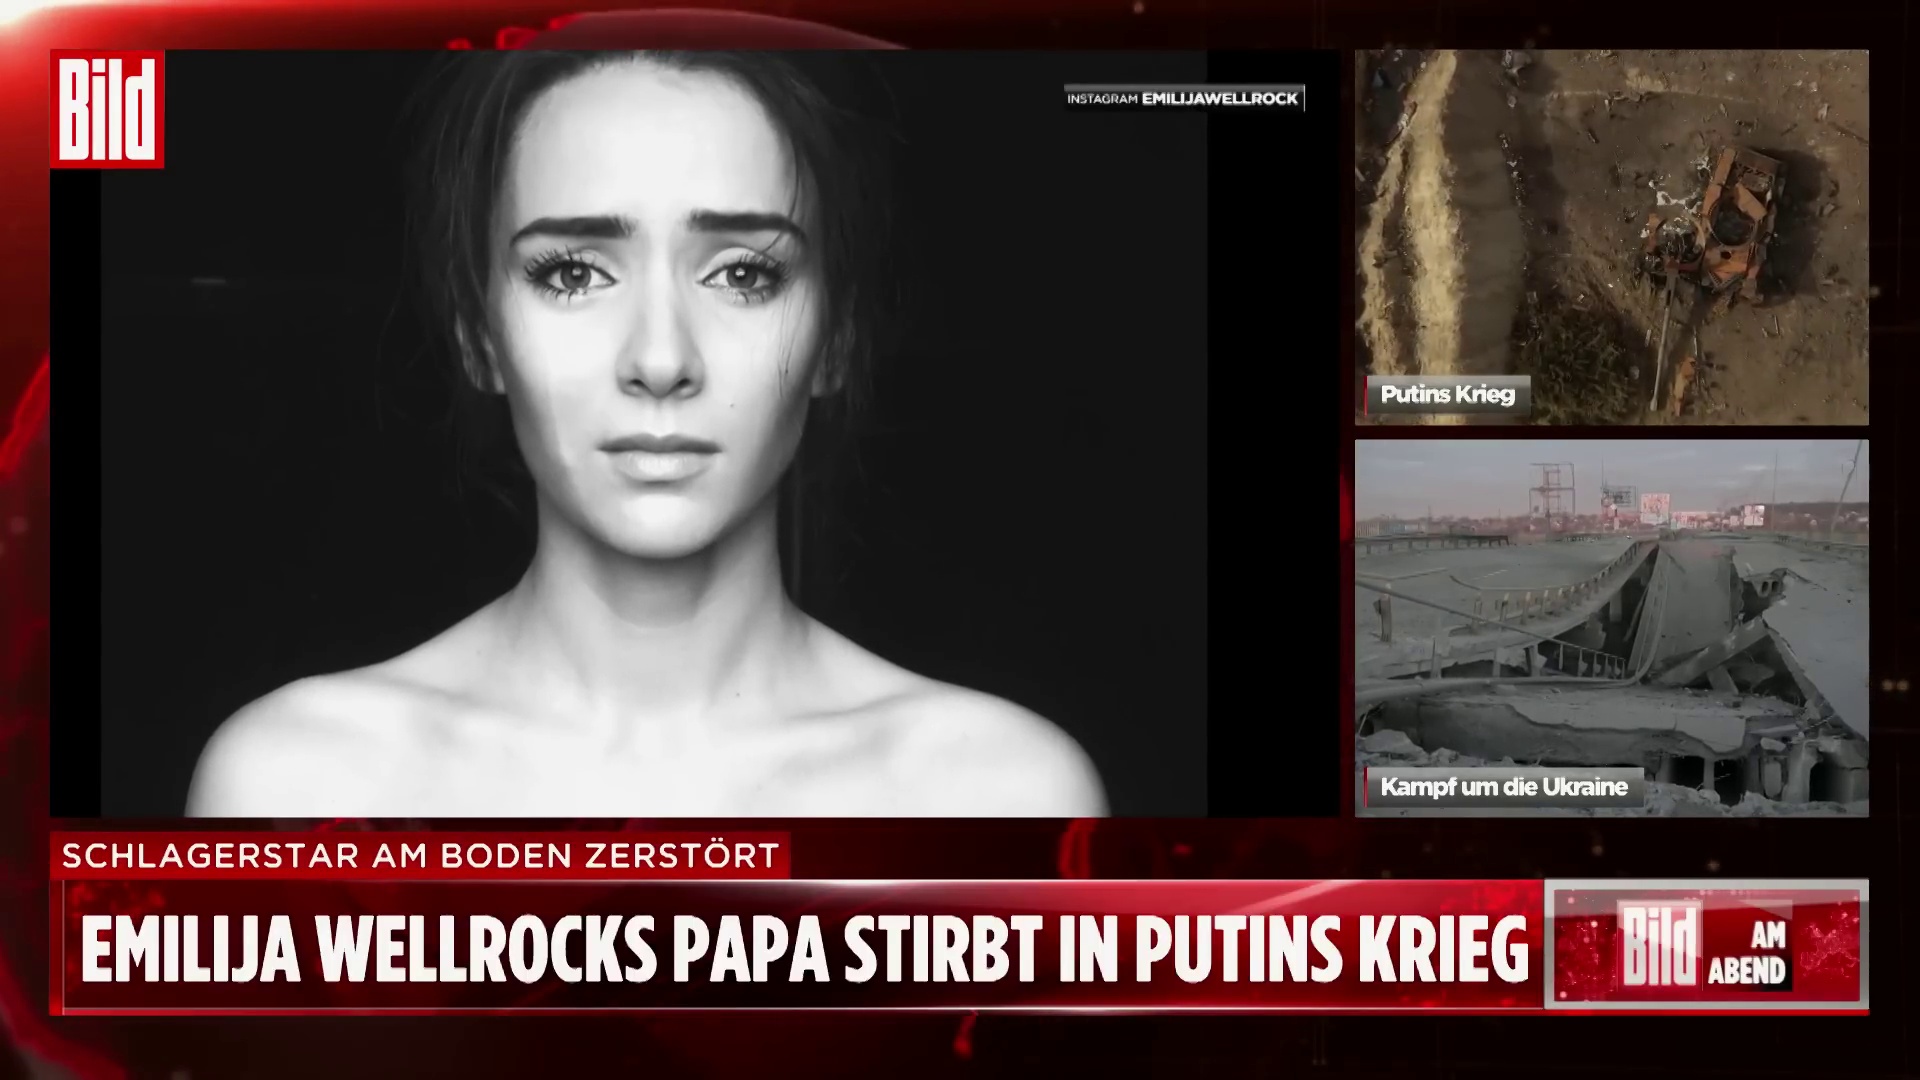 Bild
INSTAGRAM EMILIJAWELLROCK
Putins Krieg
Kampf um die Ukraine
SCHLAGERSTAR AM BODEN ZERSTÖRT
EMILIJA WELLROCKS PAPA STIRBT IN PUTINS KRIEG
Bild AM
ABEND